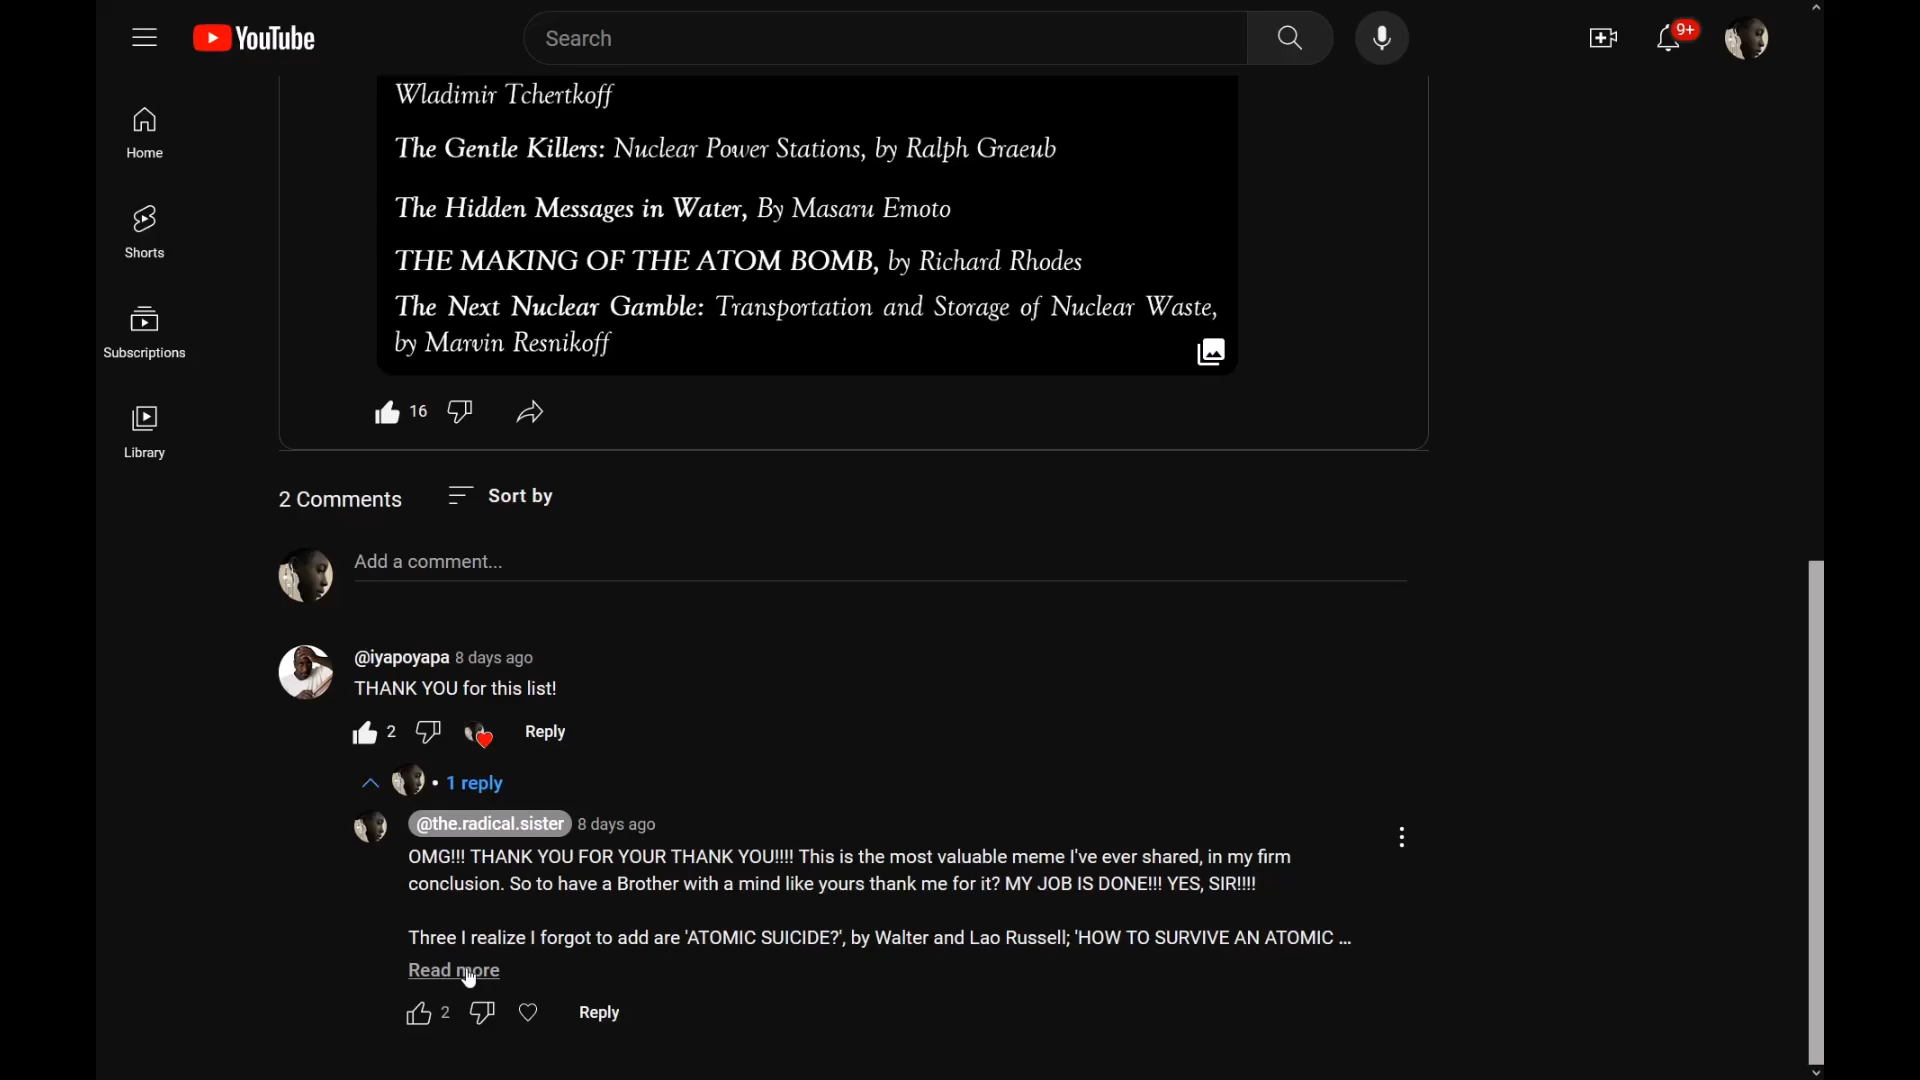 YouTube
Search
9+
Home
Shorts
Subscriptions
Library
Wladimir Tchertkoff
The Gentle Killers: Nuclear Power Stations, by Ralph Graeub
The Hidden Messages in Water, By Masaru Emoto
THE MAKING OF THE ATOM BOMB, by Richard Rhodes
The Next Nuclear Gamble: Transportation and Storage of Nuclear Waste,
by Marvin Resnikoff
16
2 Comments
Sort by
Add a comment...
@iyapoyapa 8 days ago
THANK YOU for this list!
2 Reply
• 1 reply
@the.radical.sister 8 days ago
OMG!!! THANK YOU FOR YOUR THANK YOU!!!! This is the most valuable meme I've ever shared, in my firm
conclusion. So to have a Brother with a mind like yours thank me for it? MY JOB IS DONE!!! YES, SIR!!!!
Three I realize I forgot to add are 'ATOMIC SUICIDE?', by Walter and Lao Russell; 'HOW TO SURVIVE AN ATOMIC ...
Read more
2 Reply